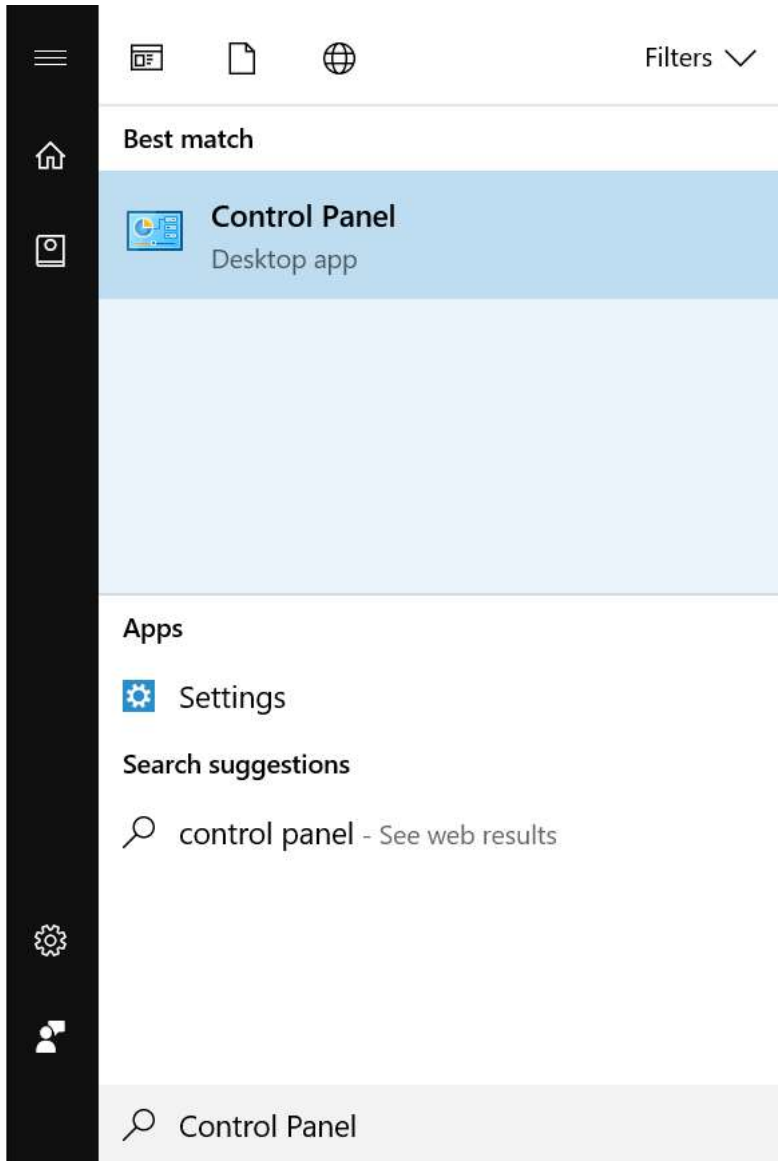 Filters
Best match
Control Panel
Desktop app
Apps
Settings
Search suggestions
control panel - See web results
Control Panel